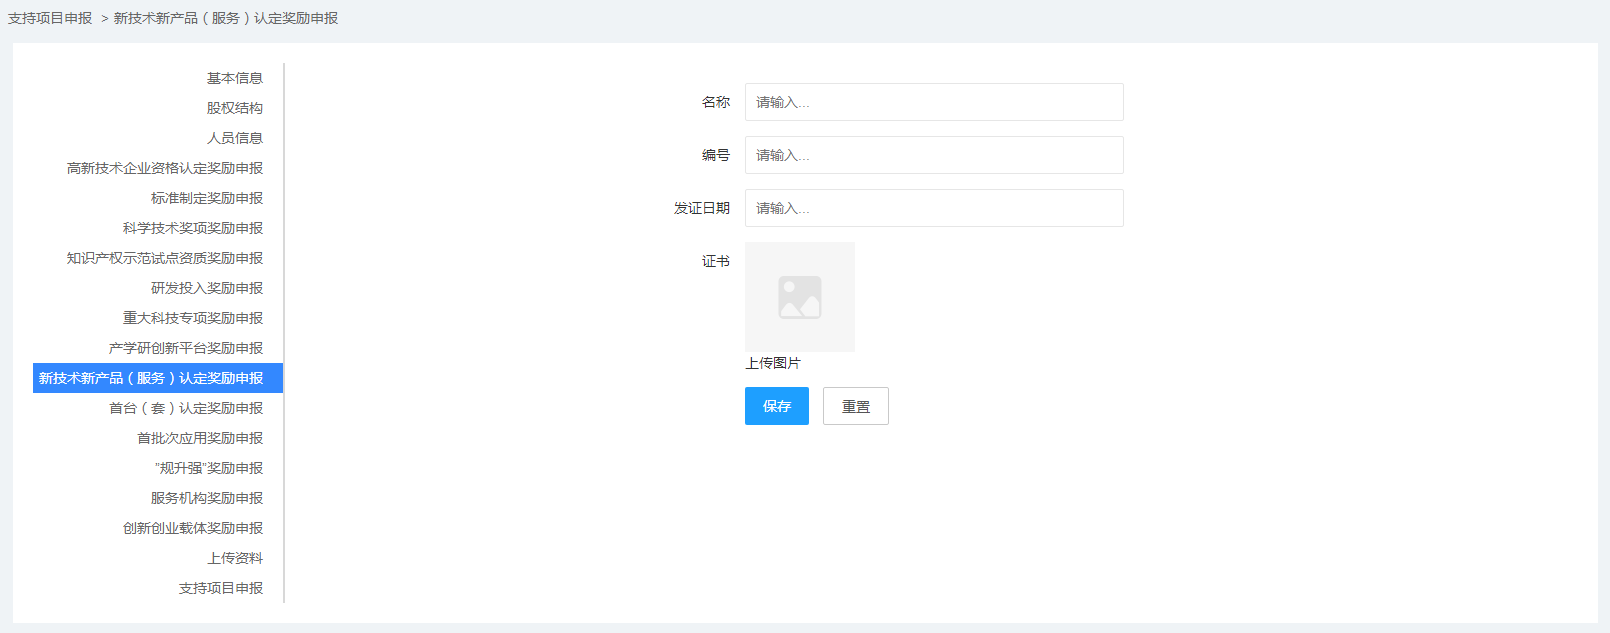 支持项目申报 > 新技术新产品（服务）认定奖励申报
基本信息
股权结构
人员信息
高新技术企业资格认定奖励申报
标准制定奖励申报
科学技术奖项奖励申报
知识产权示范试点资质奖励申报
研发投入奖励申报
重大科技专项奖励申报
产学研创新平台奖励申报
新技术新产品（服务）认定奖励申报
首台（套）认定奖励申报
首批次应用奖励申报
"规升强"奖励申报
服务机构奖励申报
创新创业载体奖励申报
上传资料
支持项目申报
名称 请输入...
编号 请输入...
发证日期 请输入...
证书
上传图片
保存 重置